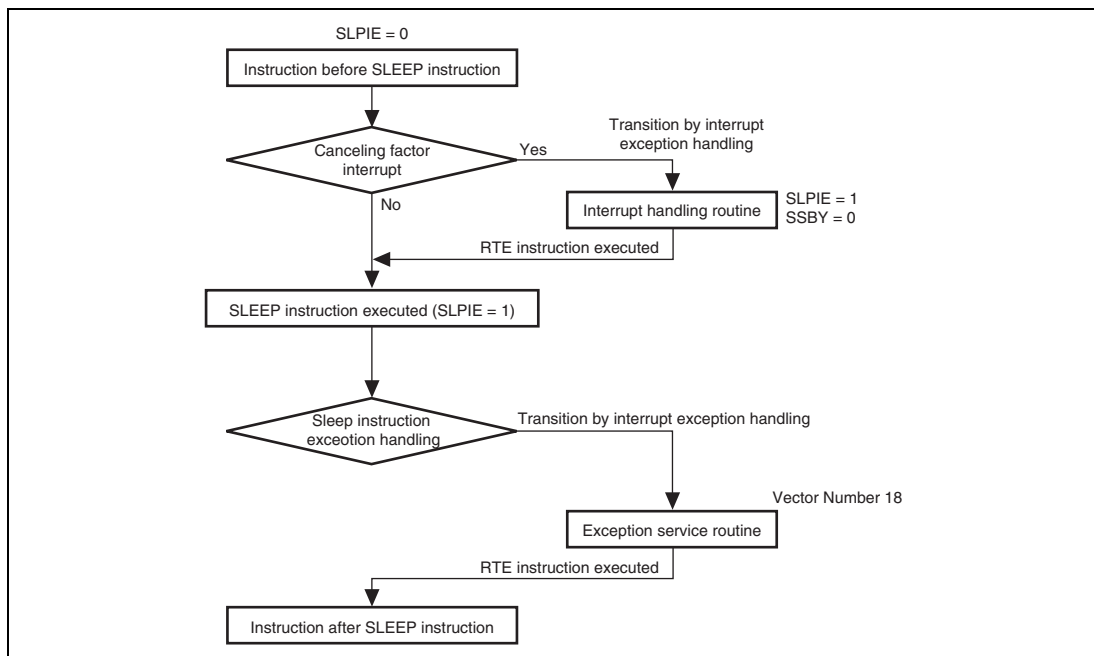 SLPIE = 0
Instruction before SLEEP instruction
Canceling factor
interrupt
Yes
Transition by interrupt
exception handling
No
Interrupt handling routine
SLPIE = 1
SSBY = 0
RTE instruction executed
SLEEP instruction executed (SLPIE = 1)
Sleep instruction
exceotion handling
Transition by interrupt exception handling
Vector Number 18
Exception service routine
RTE instruction executed
Instruction after SLEEP instruction